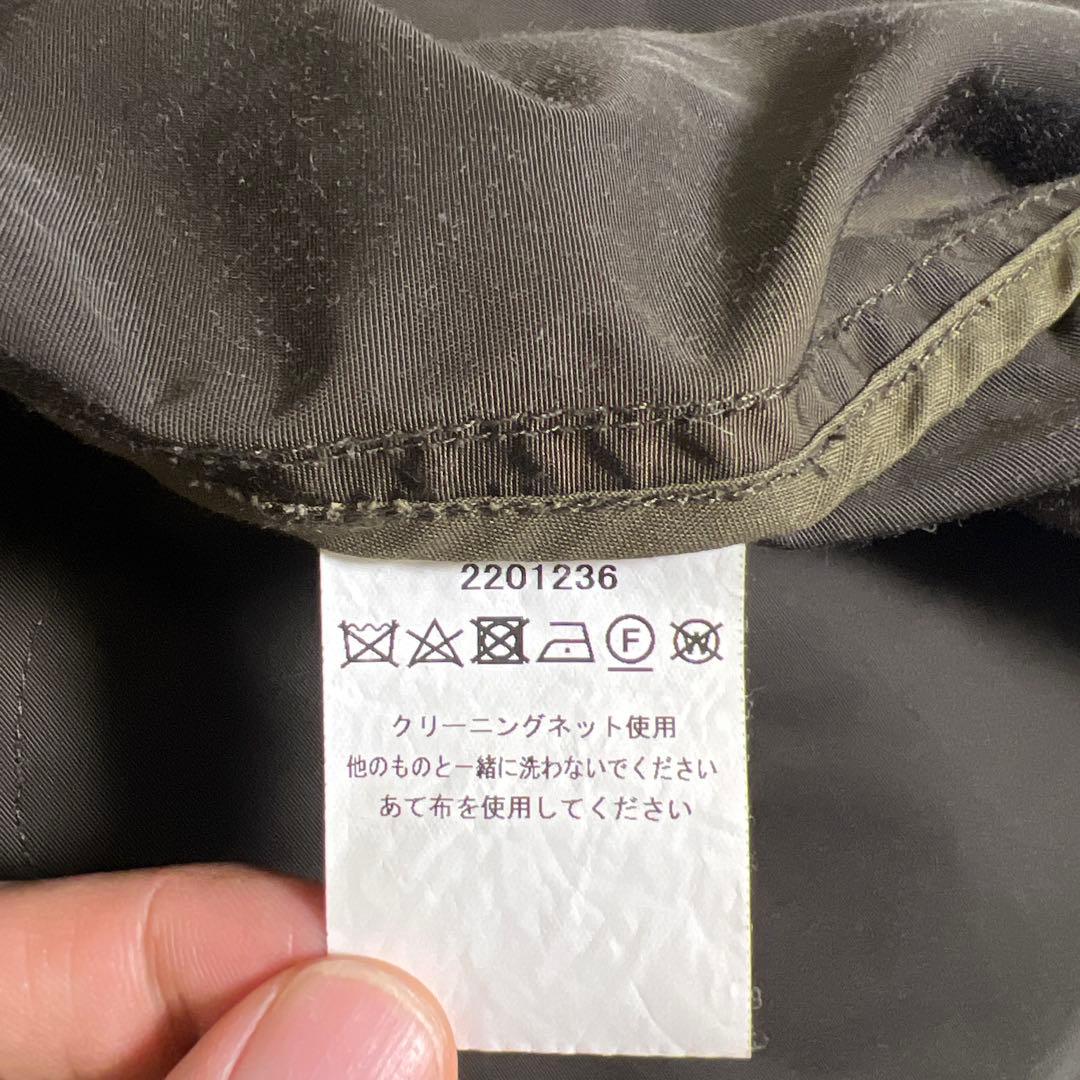 2201236
F W
クリーニングネット使用
他のものと一緒に洗わないでください
あて布を使用してください